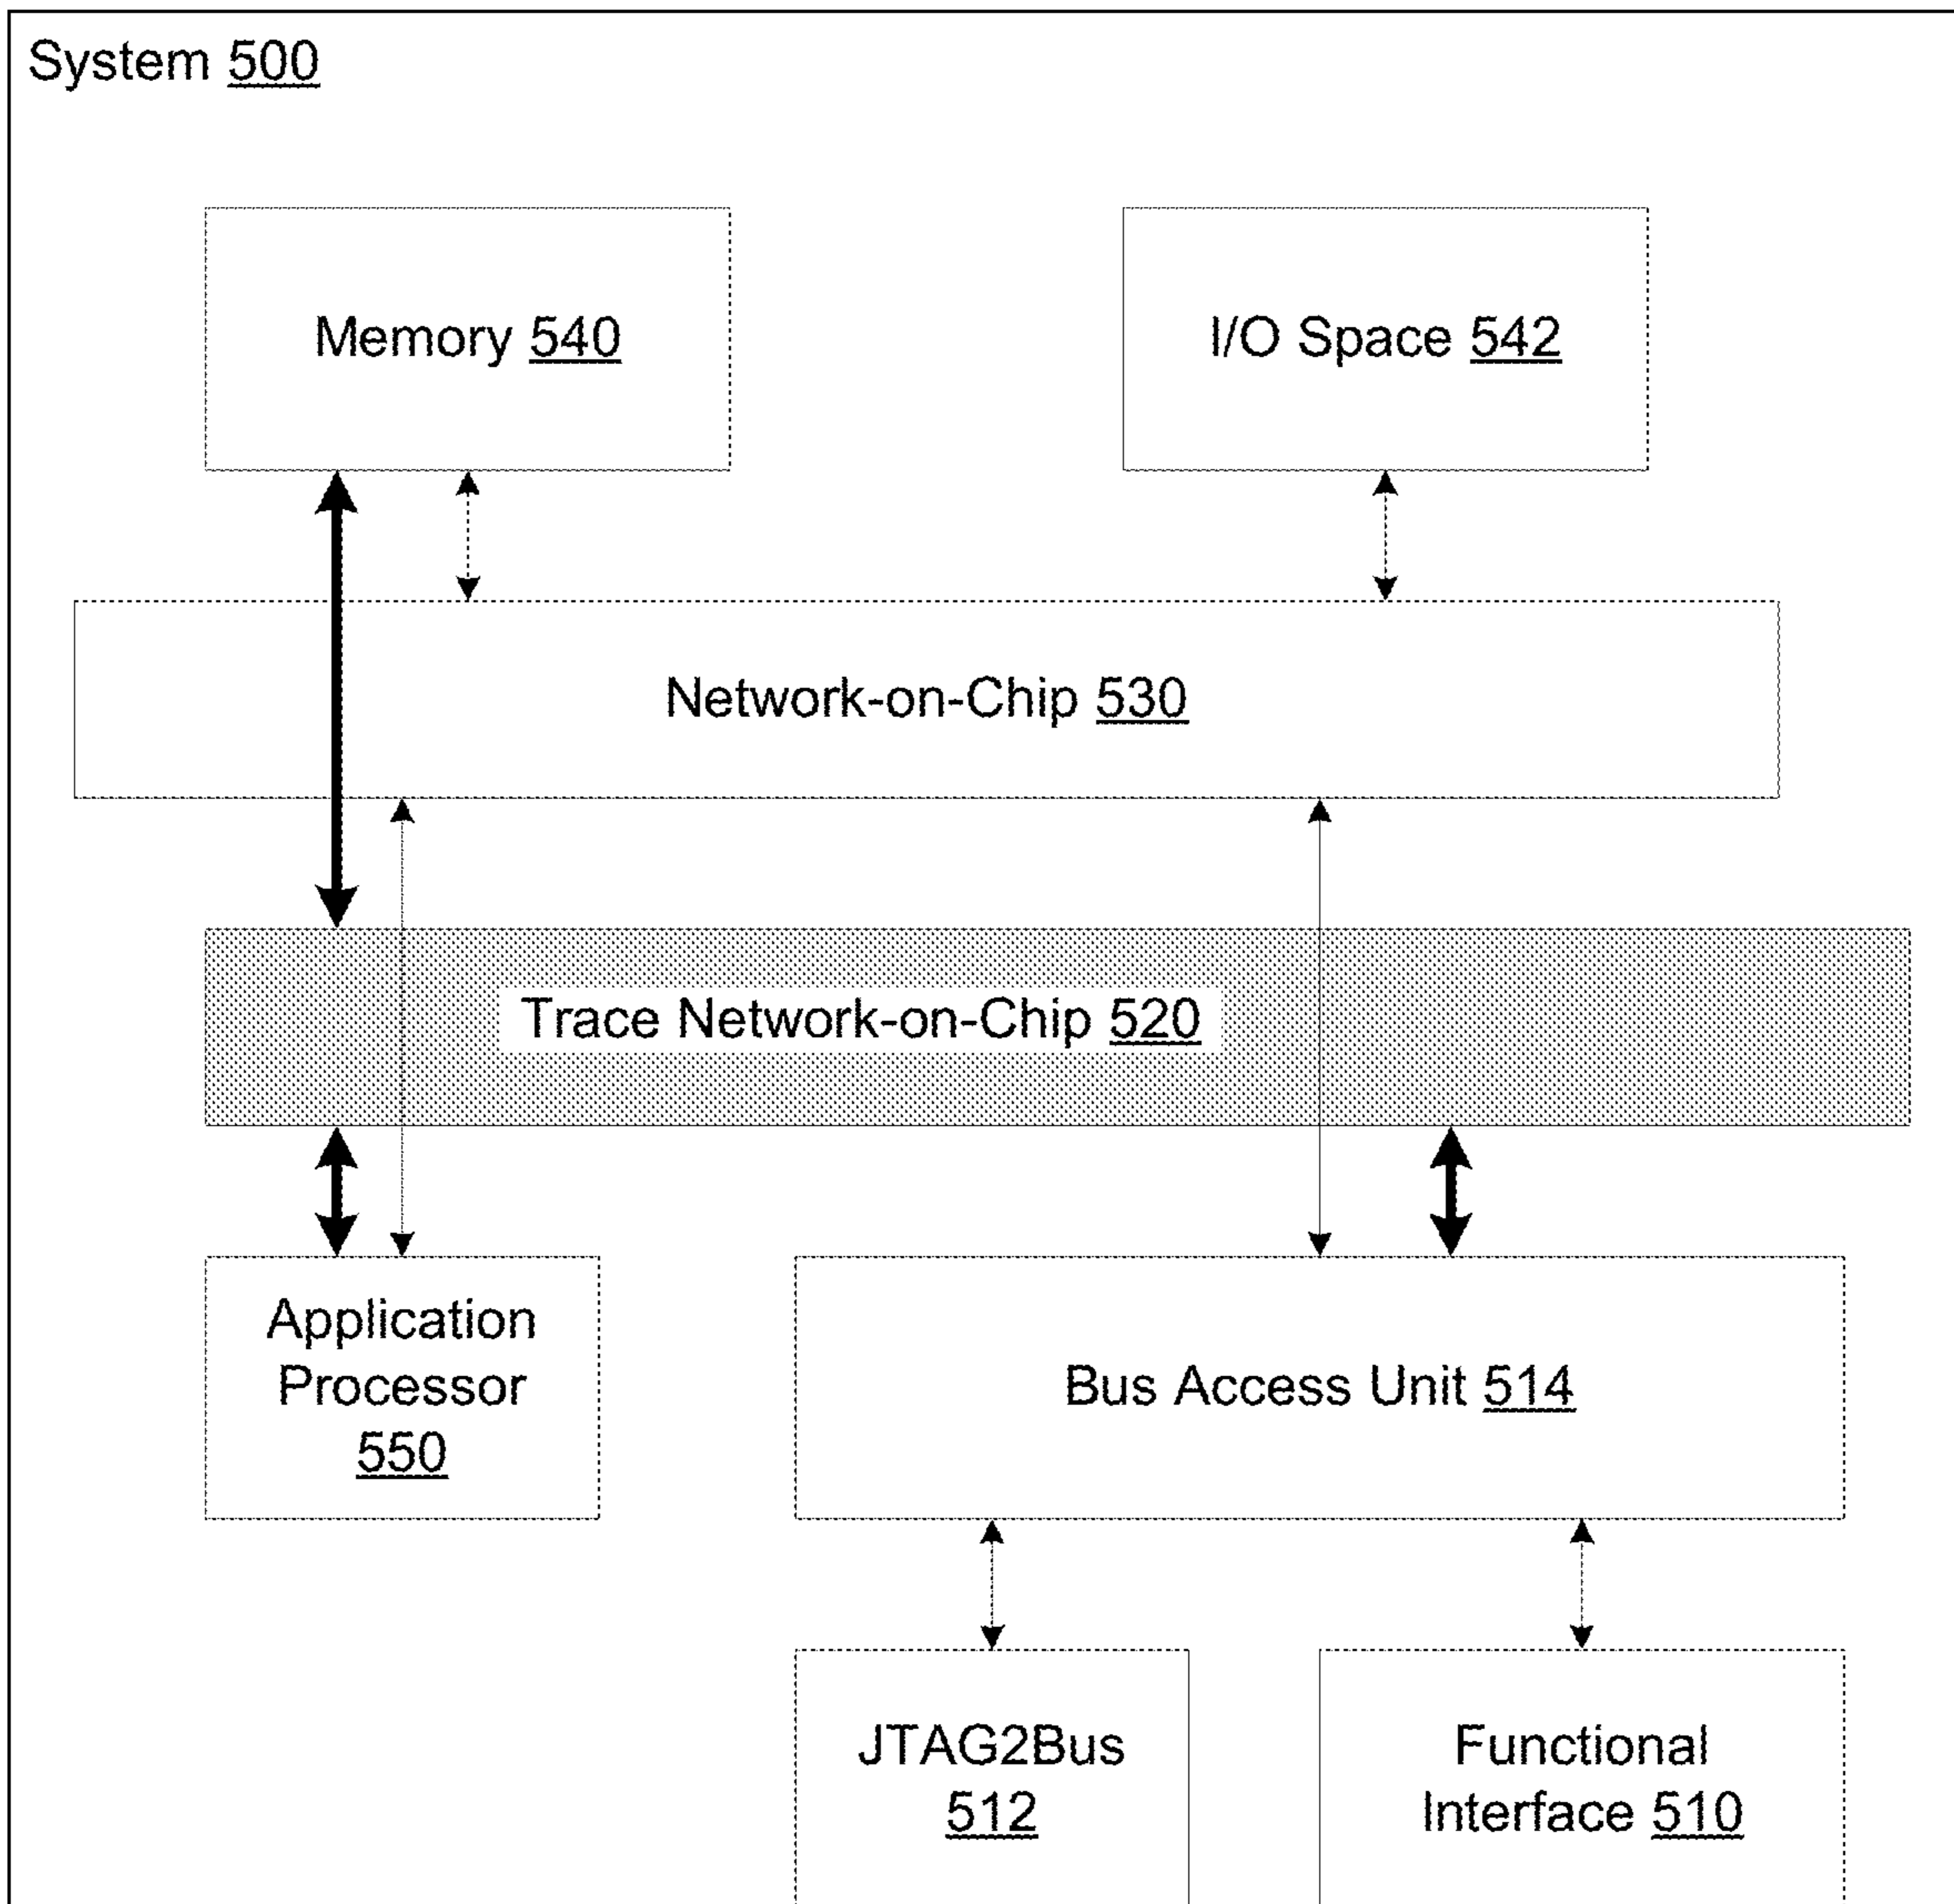 System 500
Memory 540
I/O Space 542
Network-on-Chip 530
Trace Network-on-Chip 520
Application
Processor
550
Bus Access Unit 514
JTAG2Bus
512
Functional
Interface 510